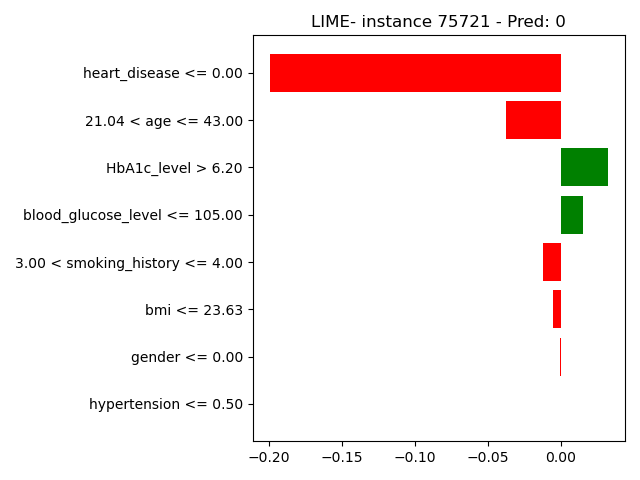 LIME- instance 75721 - Pred: 0
heart_disease <= 0.00
21.04 < age <= 43.00
HbA1c_level > 6.20
blood_glucose_level <= 105.00
3.00 < smoking_history <= 4.00
bmi <= 23.63
gender <= 0.00
hypertension <= 0.50
−0.20 −0.15 −0.10 −0.05 0.00